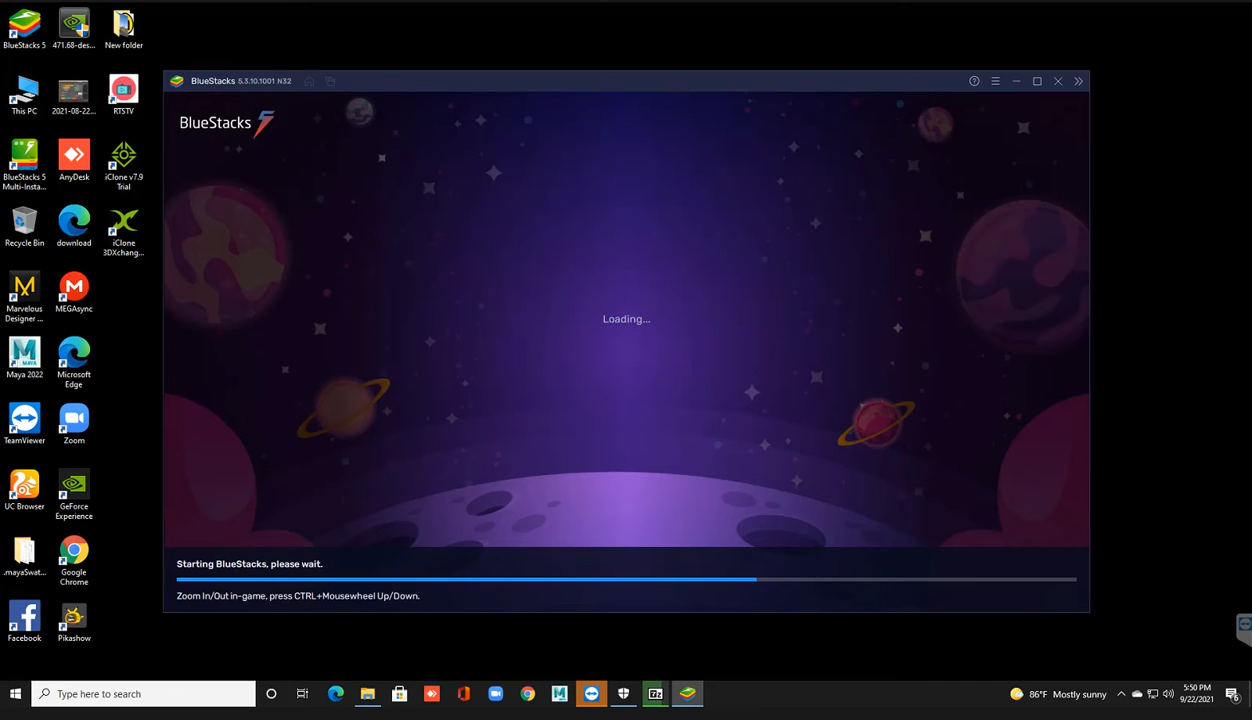 BlueStacks 5
471.68-des...
New folder
This PC
2021-08-22...
RTSTV
BlueStacks 5
Multi-Insta...
AnyDesk
iClone v7.9
Trial
Recycle Bin
download
iClone
3DXchang...
Marvelous
Designer ...
MEGAsync
Maya 2022
Microsoft
Edge
TeamViewer
Zoom
UC Browser
GeForce
Experience
.mayaSwat...
Google
Chrome
Facebook
Pikashow
BlueStacks 5.3.10.1001 N32
BlueStacks 5
Loading...
Starting BlueStacks, please wait.
Zoom In/Out in-game, press CTRL+Mousewheel Up/Down.
Type here to search
86°F Mostly sunny
5:50 PM
9/22/2021
6